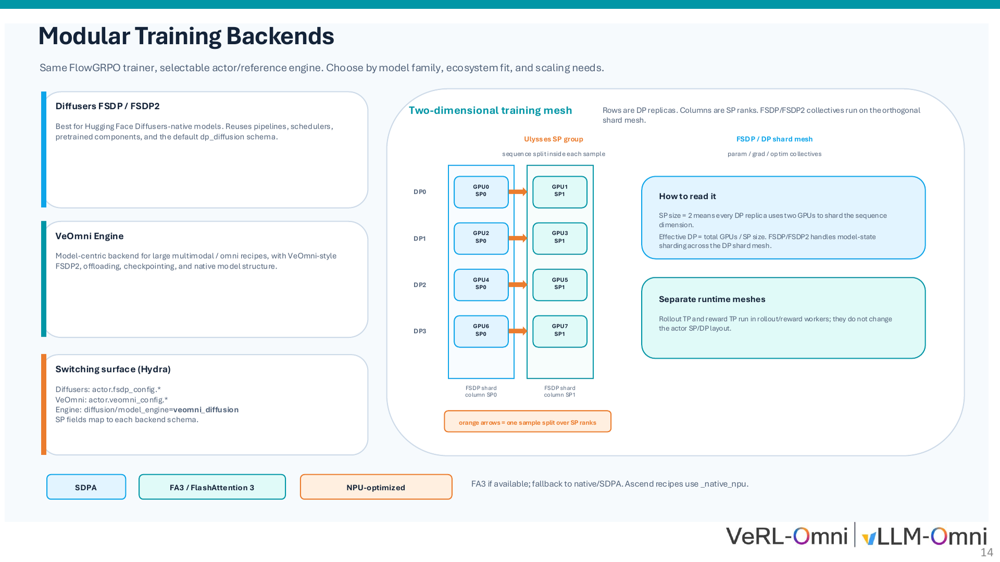 Modular Training Backends
Same FlowGRPO trainer, selectable actor/reference engine. Choose by model family, ecosystem fit, and scaling needs.
Diffusers FSDP / FSDP2
Best for Hugging Face Diffusers-native models. Reuses pipelines, schedulers,
pretrained components, and the default dp_diffusion schema.
VeOmni Engine
Model-centric backend for large multimodal / omni recipes, with VeOmni-style
FSDP2, offloading, checkpointing, and native model structure.
Switching surface (Hydra)
Diffusers: actor.fsdp_config.*
VeOmni: actor.veomni_config.*
Engine: diffusion/model_engine=veomni_diffusion
SP fields map to each backend schema.
Two-dimensional training mesh
Rows are DP replicas. Columns are SP ranks. FSDP/FSDP2 collectives run on the orthogonal
shard mesh.
Ulysses SP group
sequence split inside each sample
FSDP / DP shard mesh
param / grad / optim collectives
DP0
GPU0
SP0
GPU1
SP1
DP1
GPU2
SP0
GPU3
SP1
DP2
GPU4
SP0
GPU5
SP1
DP3
GPU6
SP0
GPU7
SP1
FSDP shard
column SP0
FSDP shard
column SP1
orange arrows = one sample split over SP ranks
How to read it
SP size = 2 means every DP replica uses two GPUs to shard the sequence
dimension.
Effective DP = total GPUs / SP size. FSDP/FSDP2 handles model-state
sharding across the DP shard mesh.
Separate runtime meshes
Rollout TP and reward TP run in rollout/reward workers; they do not change
the actor SP/DP layout.
SDPA
FA3 / FlashAttention 3
NPU-optimized
FA3 if available; fallback to native/SDPA. Ascend recipes use _native_npu.
VeRL-Omni
vLLM-Omni
14